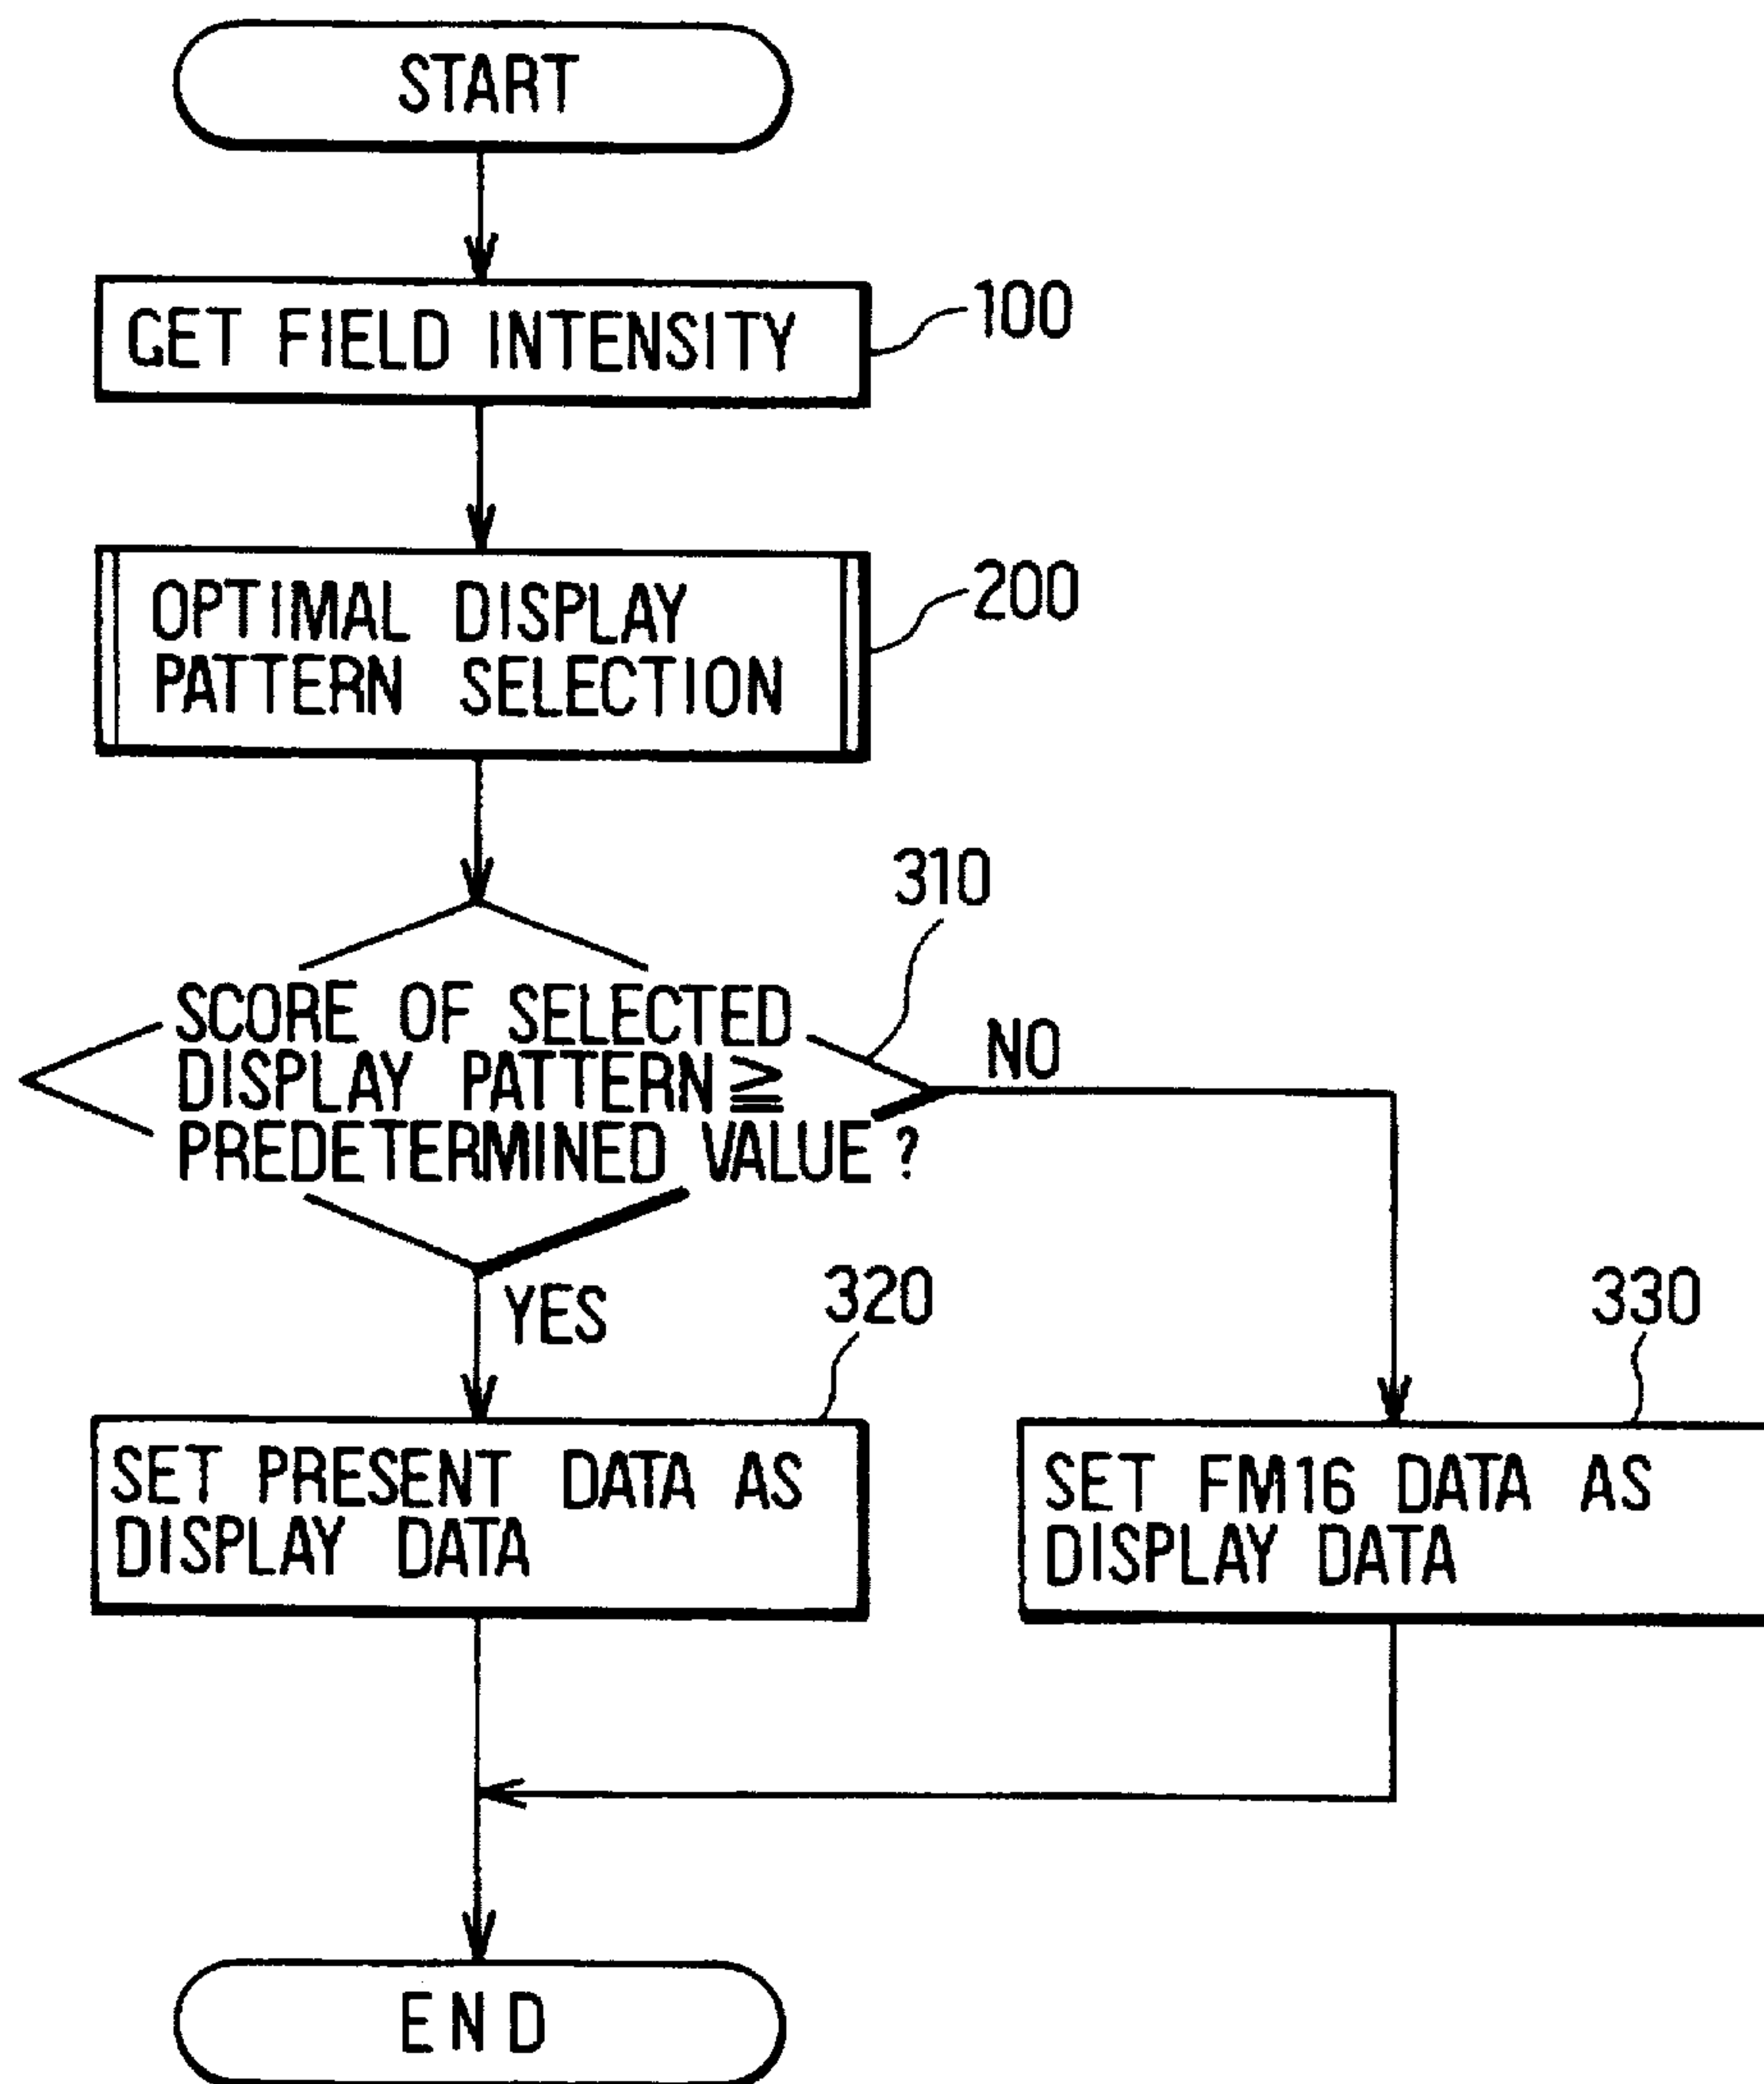 START
GET FIELD INTENSITY
100
OPTIMAL DISPLAY
PATTERN SELECTION
200
310
SCORE OF SELECTED
DISPLAY PATTERN ≧
PREDETERMINED VALUE ?
NO
YES
320
330
SET PRESENT DATA AS
DISPLAY DATA
SET FM16 DATA AS
DISPLAY DATA
END